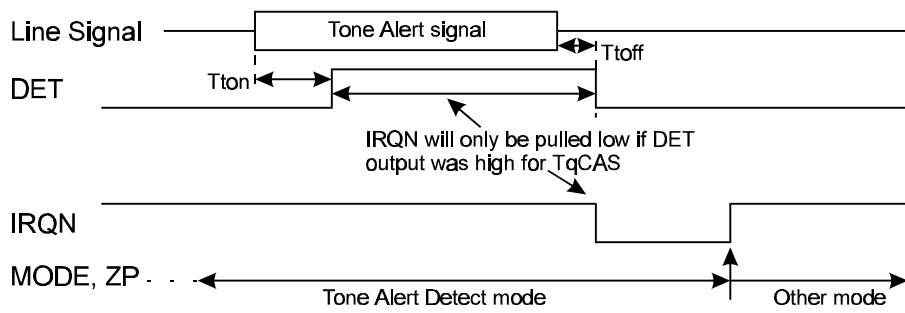 Line Signal
Tone Alert signal
Ttoff
Tton
DET
IRQN will only be pulled low if DET
output was high for TqCAS
IRQN
MODE, ZP
Tone Alert Detect mode
Other mode